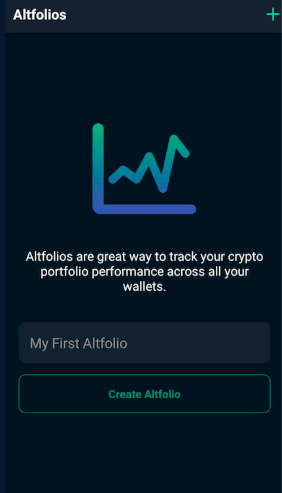 Altfolios
Altfolios are great way to track your crypto
portfolio performance across all your
wallets.
My First Altfolio
Create Altfolio